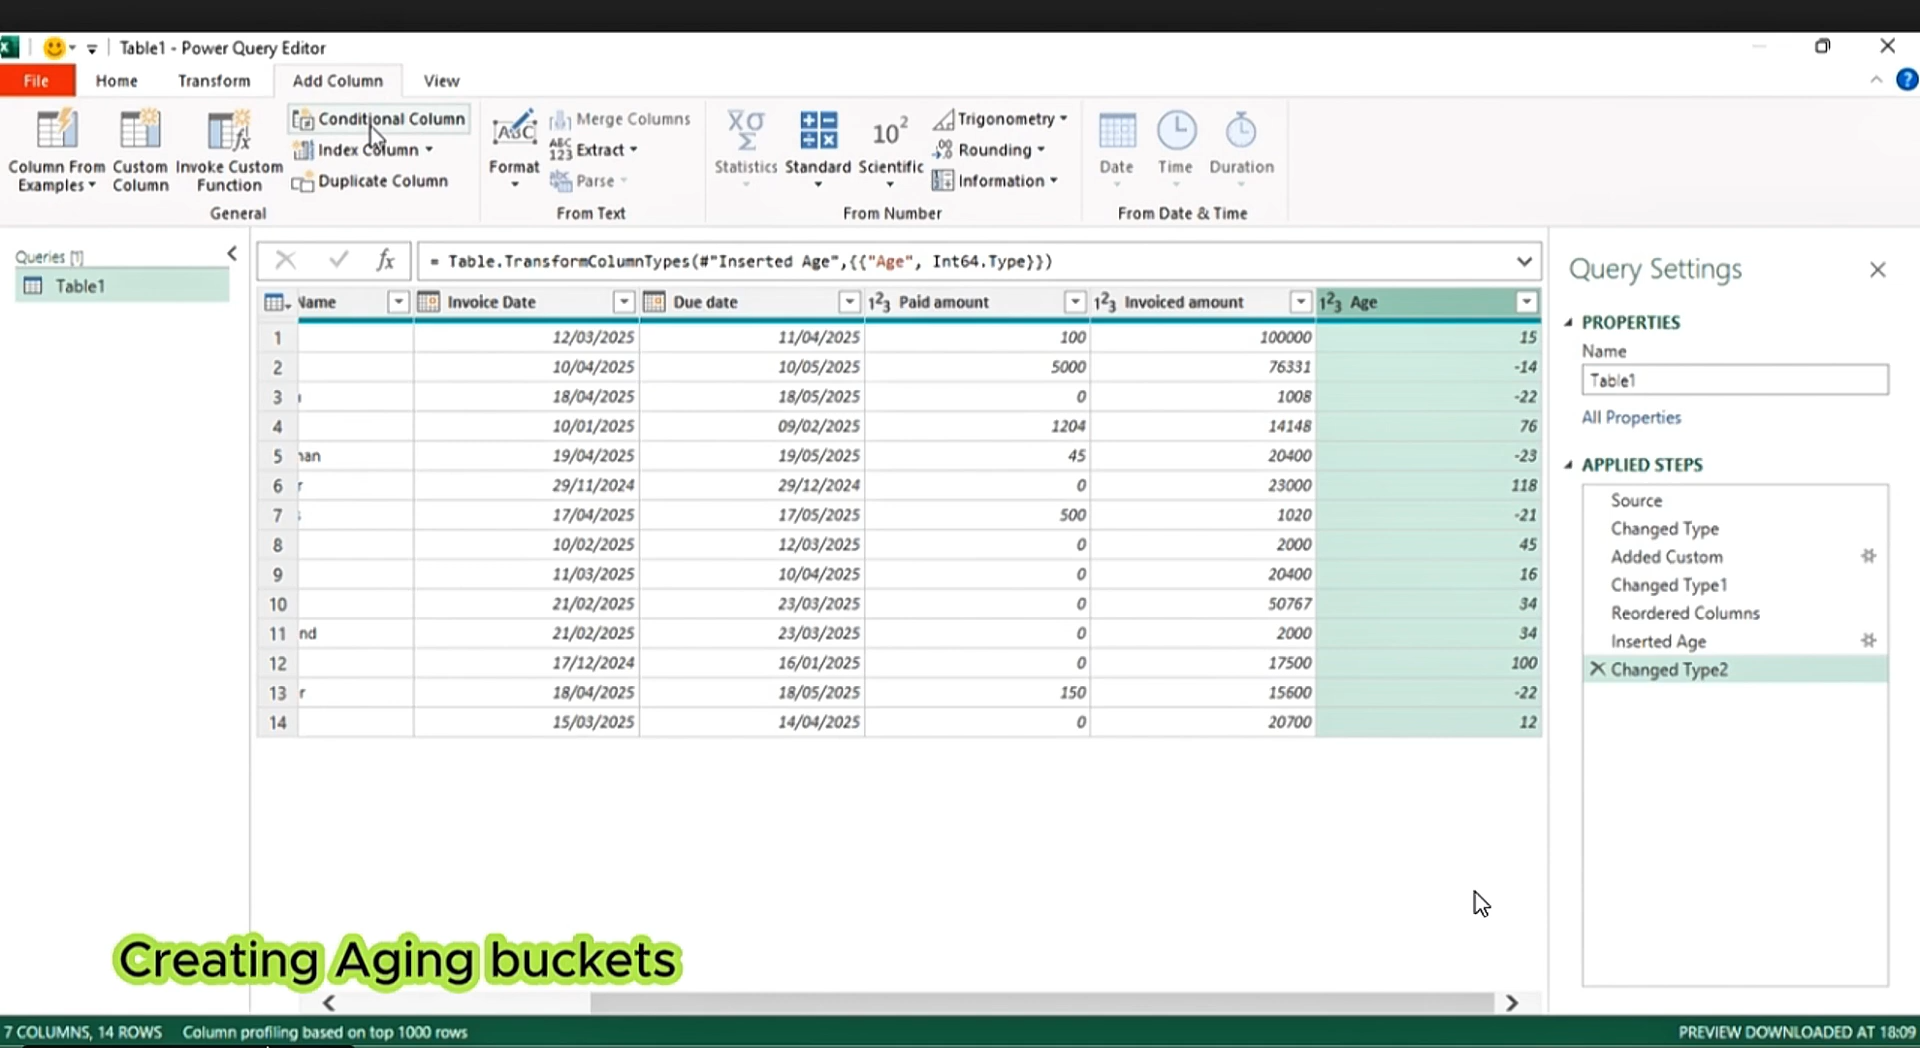 Table1 - Power Query Editor
File Home Transform Add Column View
Column From Examples
Custom Column
Invoke Custom Function
Conditional Column
Index Column
Duplicate Column
General
Format
Merge Columns
Extract
Parse
From Text
Statistics
Standard
Scientific
Trigonometry
Rounding
Information
From Number
Date
Time
Duration
From Date & Time
Queries [1]
Table1
fx = Table.TransformColumnTypes(#"Inserted Age",{{"Age", Int64.Type}})
Name Invoice Date Due date Paid amount Invoiced amount Age
1 12/03/2025 11/04/2025 100 100000 15
2 10/04/2025 10/05/2025 5000 76331 -14
3 18/04/2025 18/05/2025 0 1008 -22
4 10/01/2025 09/02/2025 1204 14148 76
5 nan 19/04/2025 19/05/2025 45 20400 -23
6 r 29/11/2024 29/12/2024 0 23000 118
7 17/04/2025 17/05/2025 500 1020 -21
8 10/02/2025 12/03/2025 0 2000 45
9 11/03/2025 10/04/2025 0 20400 16
10 21/02/2025 23/03/2025 0 50767 34
11 nd 21/02/2025 23/03/2025 0 2000 34
12 17/12/2024 16/01/2025 0 17500 100
13 r 18/04/2025 18/05/2025 150 15600 -22
14 15/03/2025 14/04/2025 0 20700 12
Query Settings
PROPERTIES
Name
Table1
All Properties
APPLIED STEPS
Source
Changed Type
Added Custom
Changed Type1
Reordered Columns
Inserted Age
Changed Type2
Creating Aging buckets
7 COLUMNS, 14 ROWS Column profiling based on top 1000 rows
PREVIEW DOWNLOADED AT 18:09